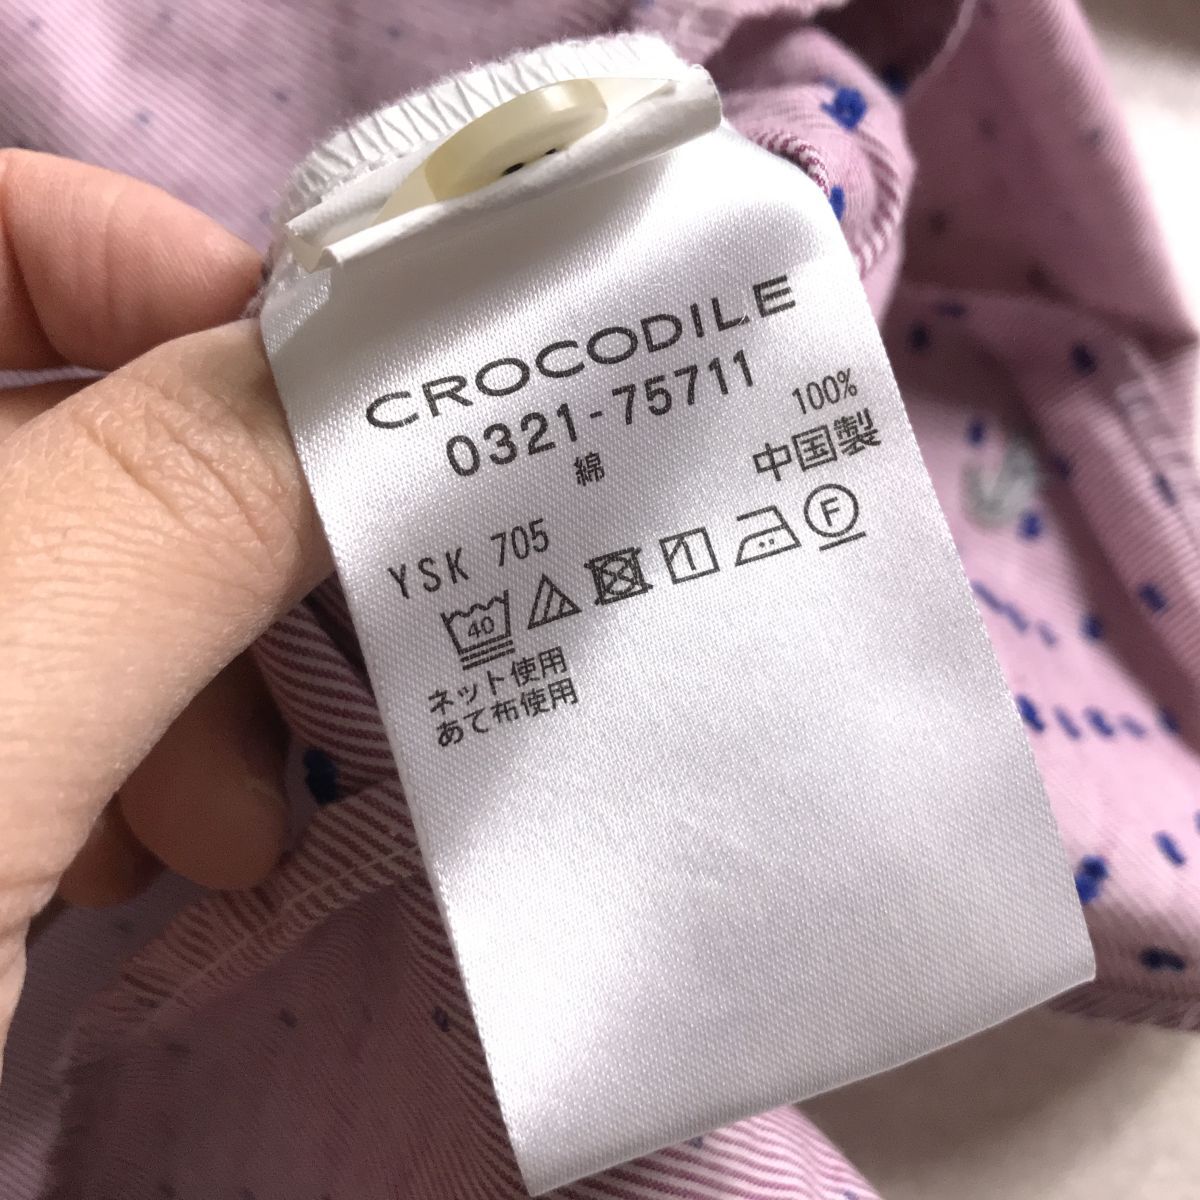 CROCODILE
0321-75711
綿 100%
中国製
YSK 705
40 F
ネット使用
あて布使用